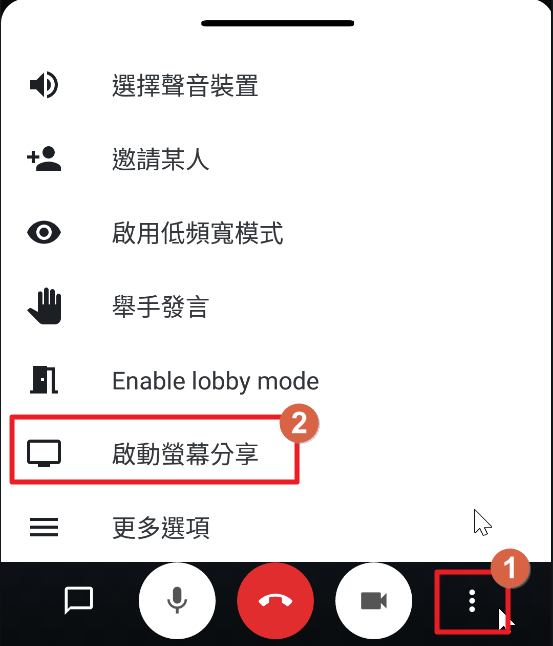 選擇聲音裝置
邀請某人
啟用低頻寬模式
舉手發言
Enable lobby mode
2
啟動螢幕分享
更多選項
1